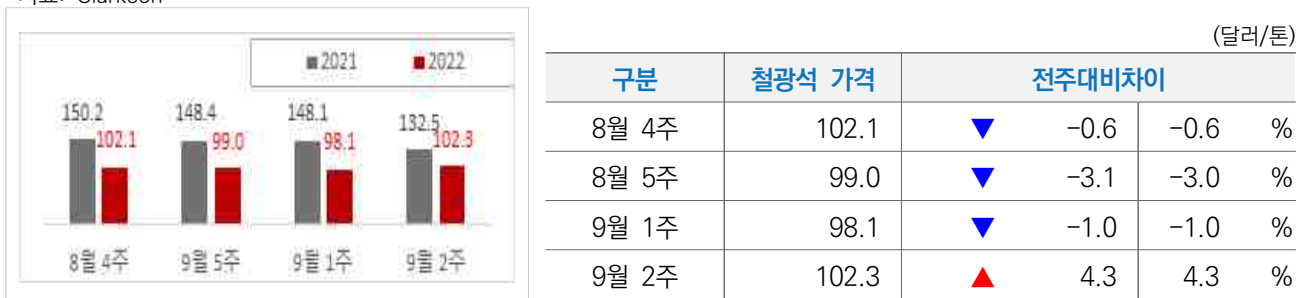 ■2021 ■2022
150.2 148.4 148.1 132.5
102.1 99.0 98.1 102.3
8월 4주 9월 5주 9월 1주 9월 2주
(달러/톤)
구분 철광석 가격 전주대비차이
8월 4주 102.1 ▼ -0.6 -0.6 %
8월 5주 99.0 ▼ -3.1 -3.0 %
9월 1주 98.1 ▼ -1.0 -1.0 %
9월 2주 102.3 ▲ 4.3 4.3 %